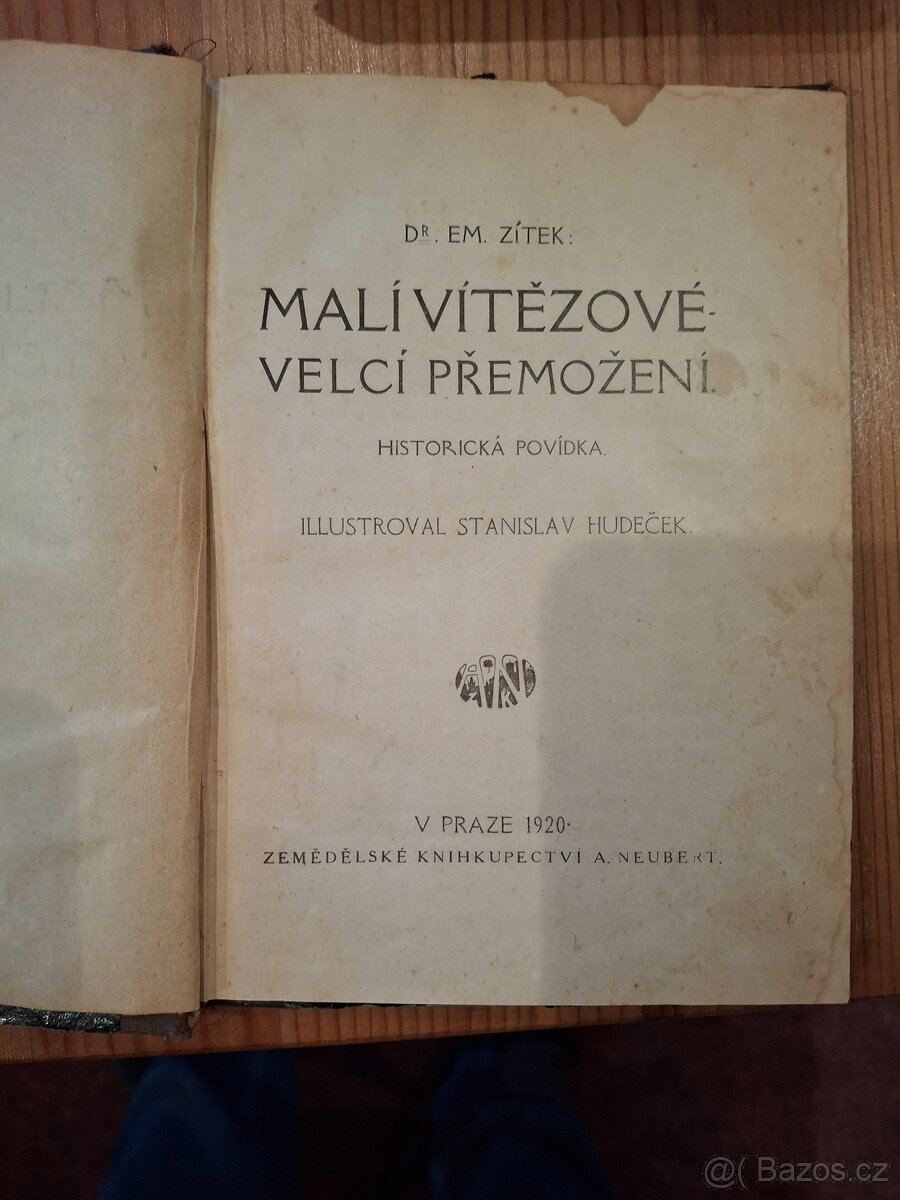 DR. EM. ZÍTEK:
MALÍ VÍTĚZOVÉ-
VELCÍ PŘEMOŽENÍ.
HISTORICKÁ POVÍDKA.
ILLUSTROVAL STANISLAV HUDEČEK.
V PRAZE 1920·
ZEMĚDĚLSKÉ KNIHKUPECTVÍ A. NEUBERT.
@( Bazos.cz